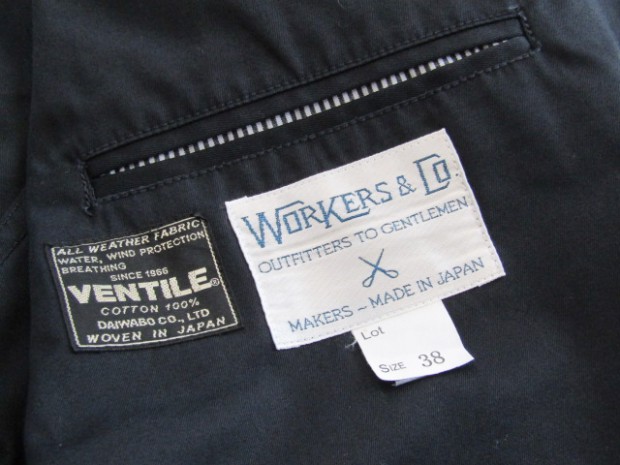 ALL WEATHER FABRIC
WATER, WIND PROTECTION
BREATHING
SINCE 1966
VENTILE®
COTTON 100%
DAIWABO CO., LTD
WOVEN IN JAPAN
WORKERS & CO
OUTFITTERS TO GENTLEMEN
MAKERS ~ MADE IN JAPAN
Lot
SIZE 38